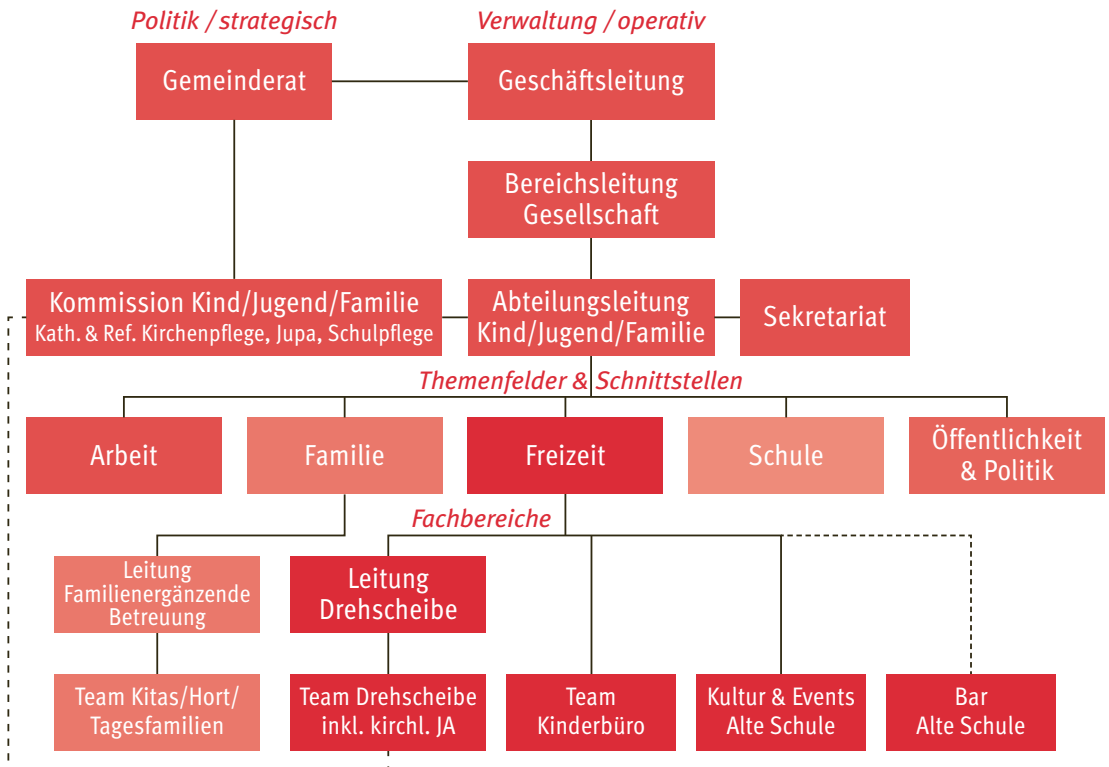 Politik / strategisch
Verwaltung / operativ
Gemeinderat
Geschäftsleitung
Bereichsleitung
Gesellschaft
Kommission Kind/Jugend/Familie
Kath. & Ref. Kirchenpflege, Jupa, Schulpflege
Abteilungsleitung
Kind/Jugend/Familie
Sekretariat
Themenfelder & Schnittstellen
Arbeit
Familie
Freizeit
Schule
Öffentlichkeit
& Politik
Fachbereiche
Leitung
Familienergänzende
Betreuung
Leitung
Drehscheibe
Team Kitas/Hort/
Tagesfamilien
Team Drehscheibe
inkl. kirchl. JA
Team
Kinderbüro
Kultur & Events
Alte Schule
Bar
Alte Schule